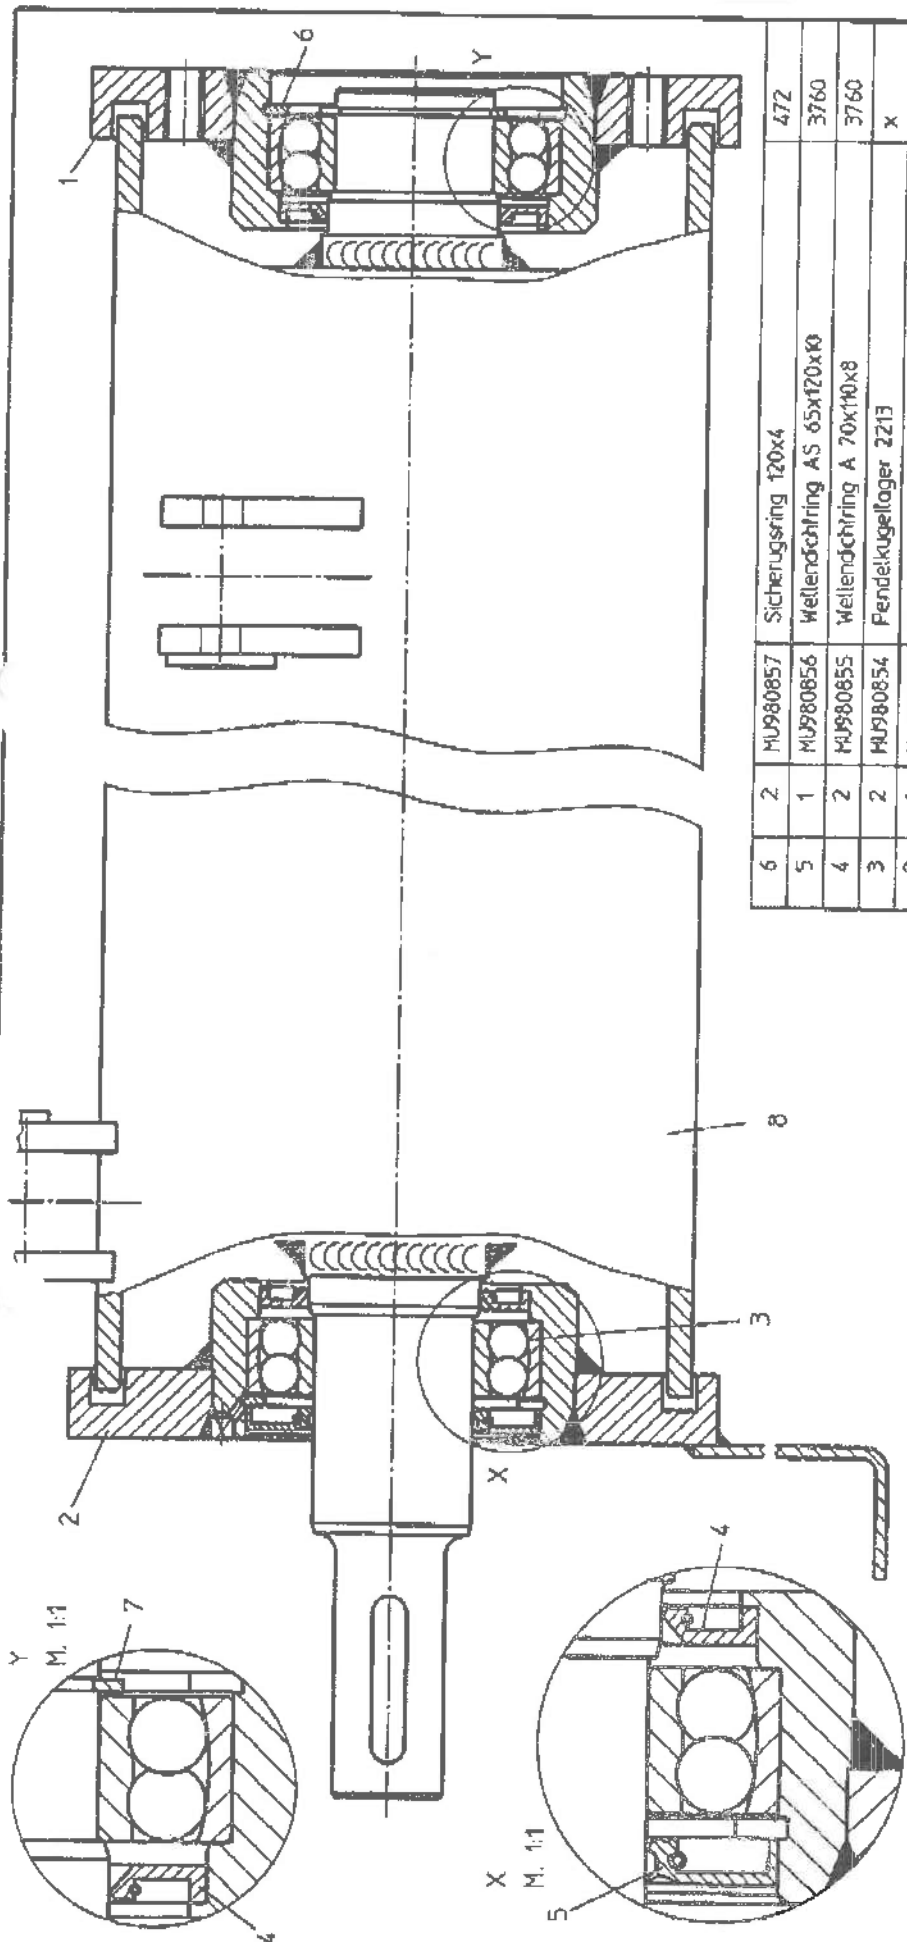 Y
M. 1:1
7
4
X
M. 1:1
5
4
2
X
3
8
1
6
Y
6 2 MU980857 Sicherugsring 120x4 472
5 1 MU980856 Wellendichtring AS 65x120x10 3760
4 2 MU980855 Wellendichtring A 70x110x8 3760
3 2 MU980854 Pendelkugellager 2213 x